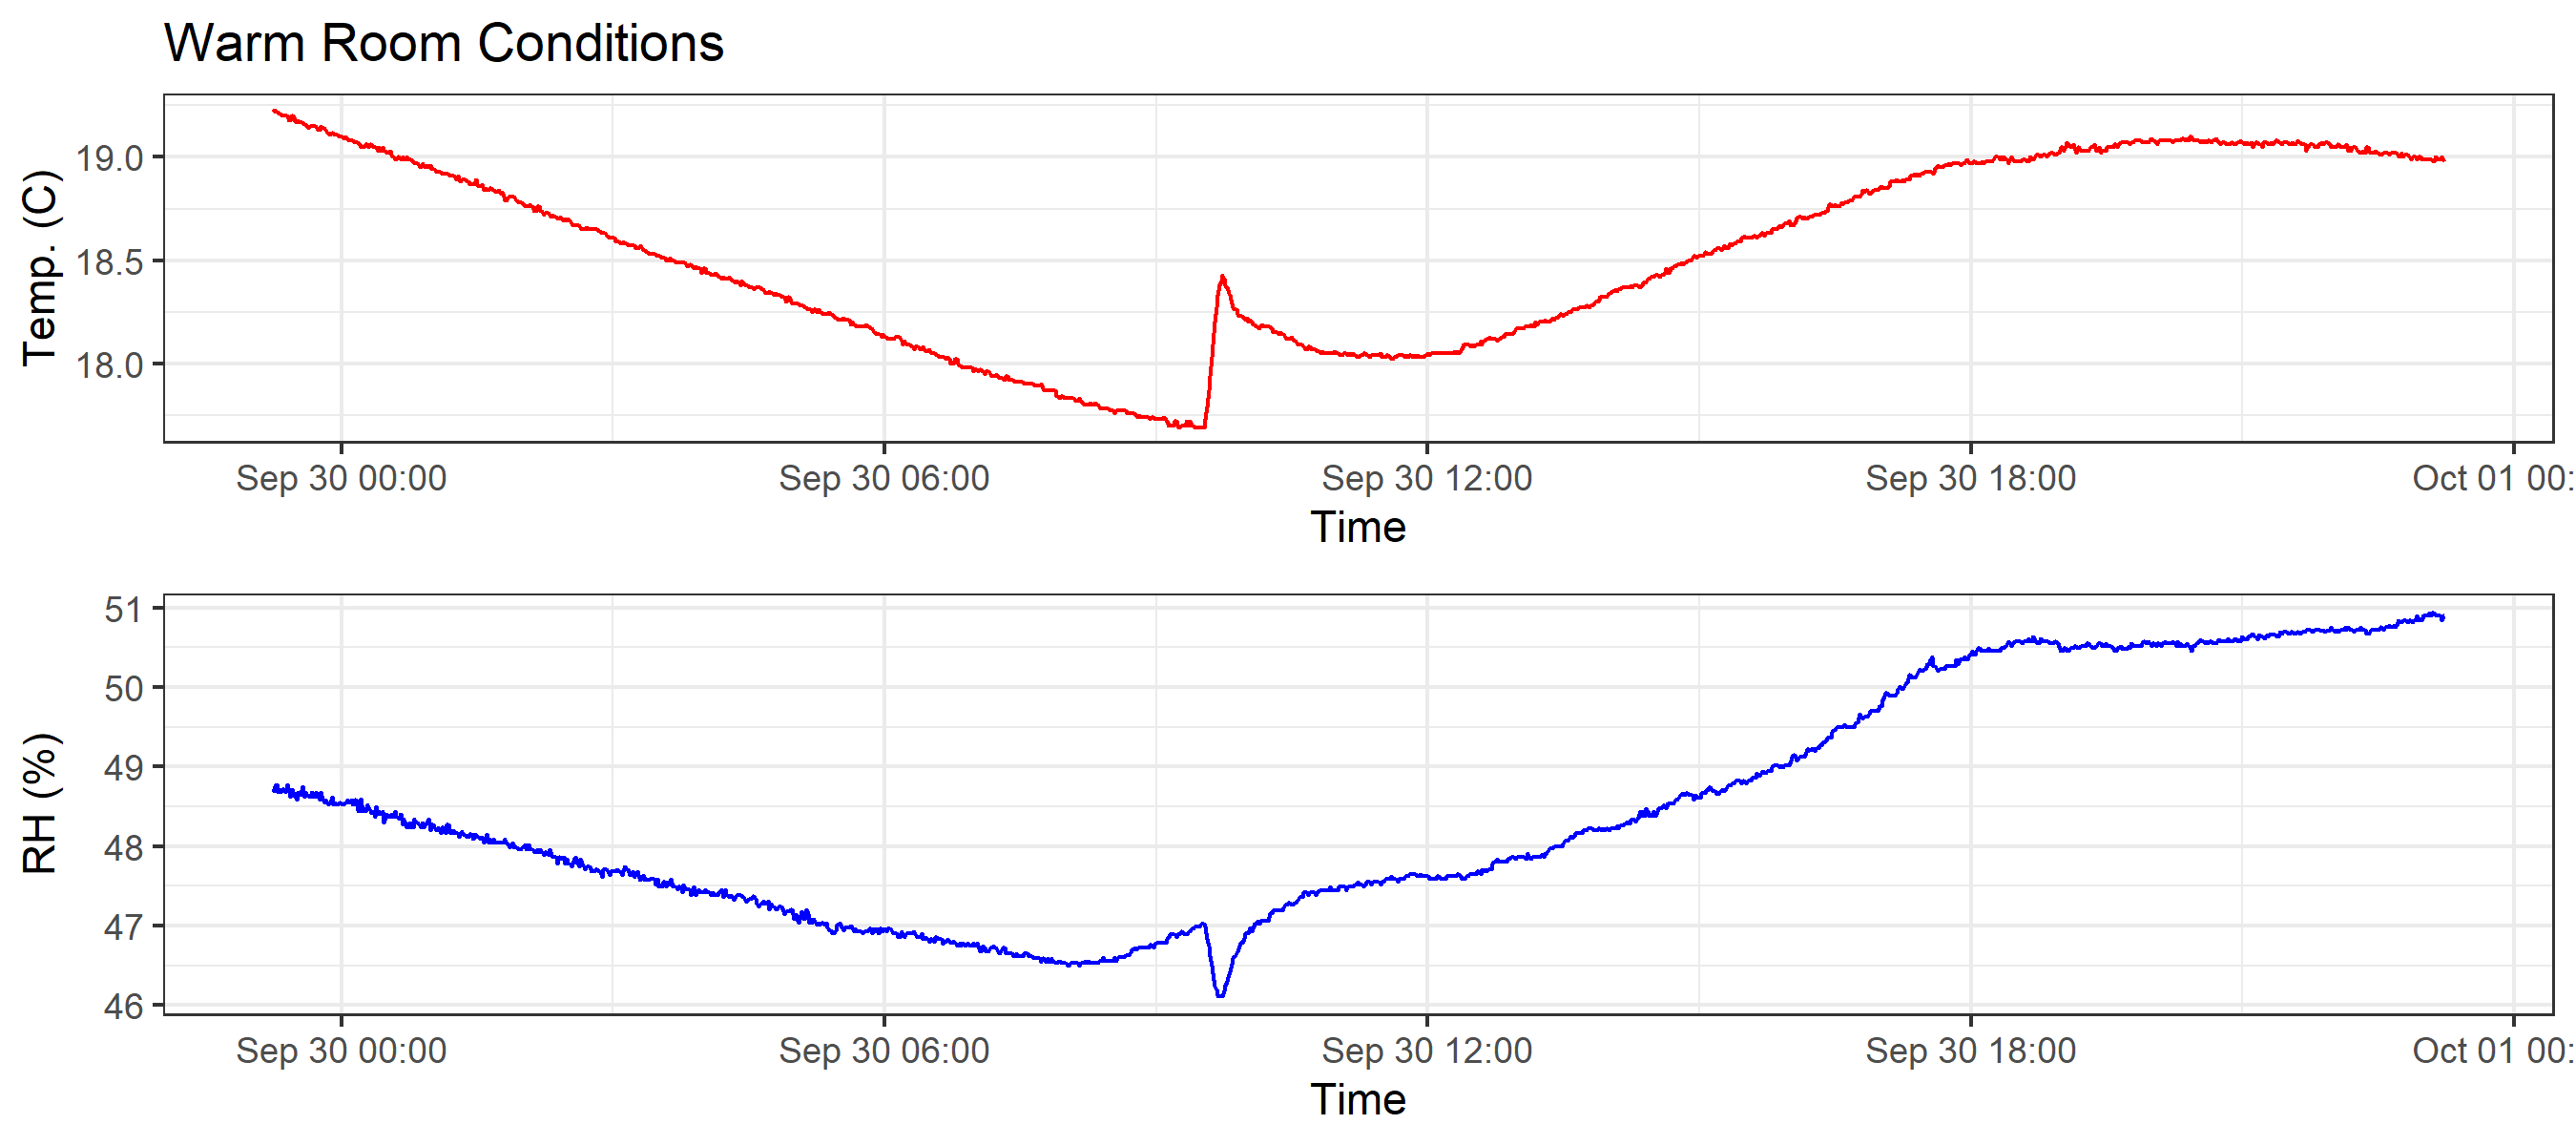 Warm Room Conditions
Temp. (C)
19.0
18.5
18.0
Sep 30 00:00
Sep 30 06:00
Sep 30 12:00
Sep 30 18:00
Oct 01 00:
Time
RH (%)
51
50
49
48
47
46
Sep 30 00:00
Sep 30 06:00
Sep 30 12:00
Sep 30 18:00
Oct 01 00:
Time